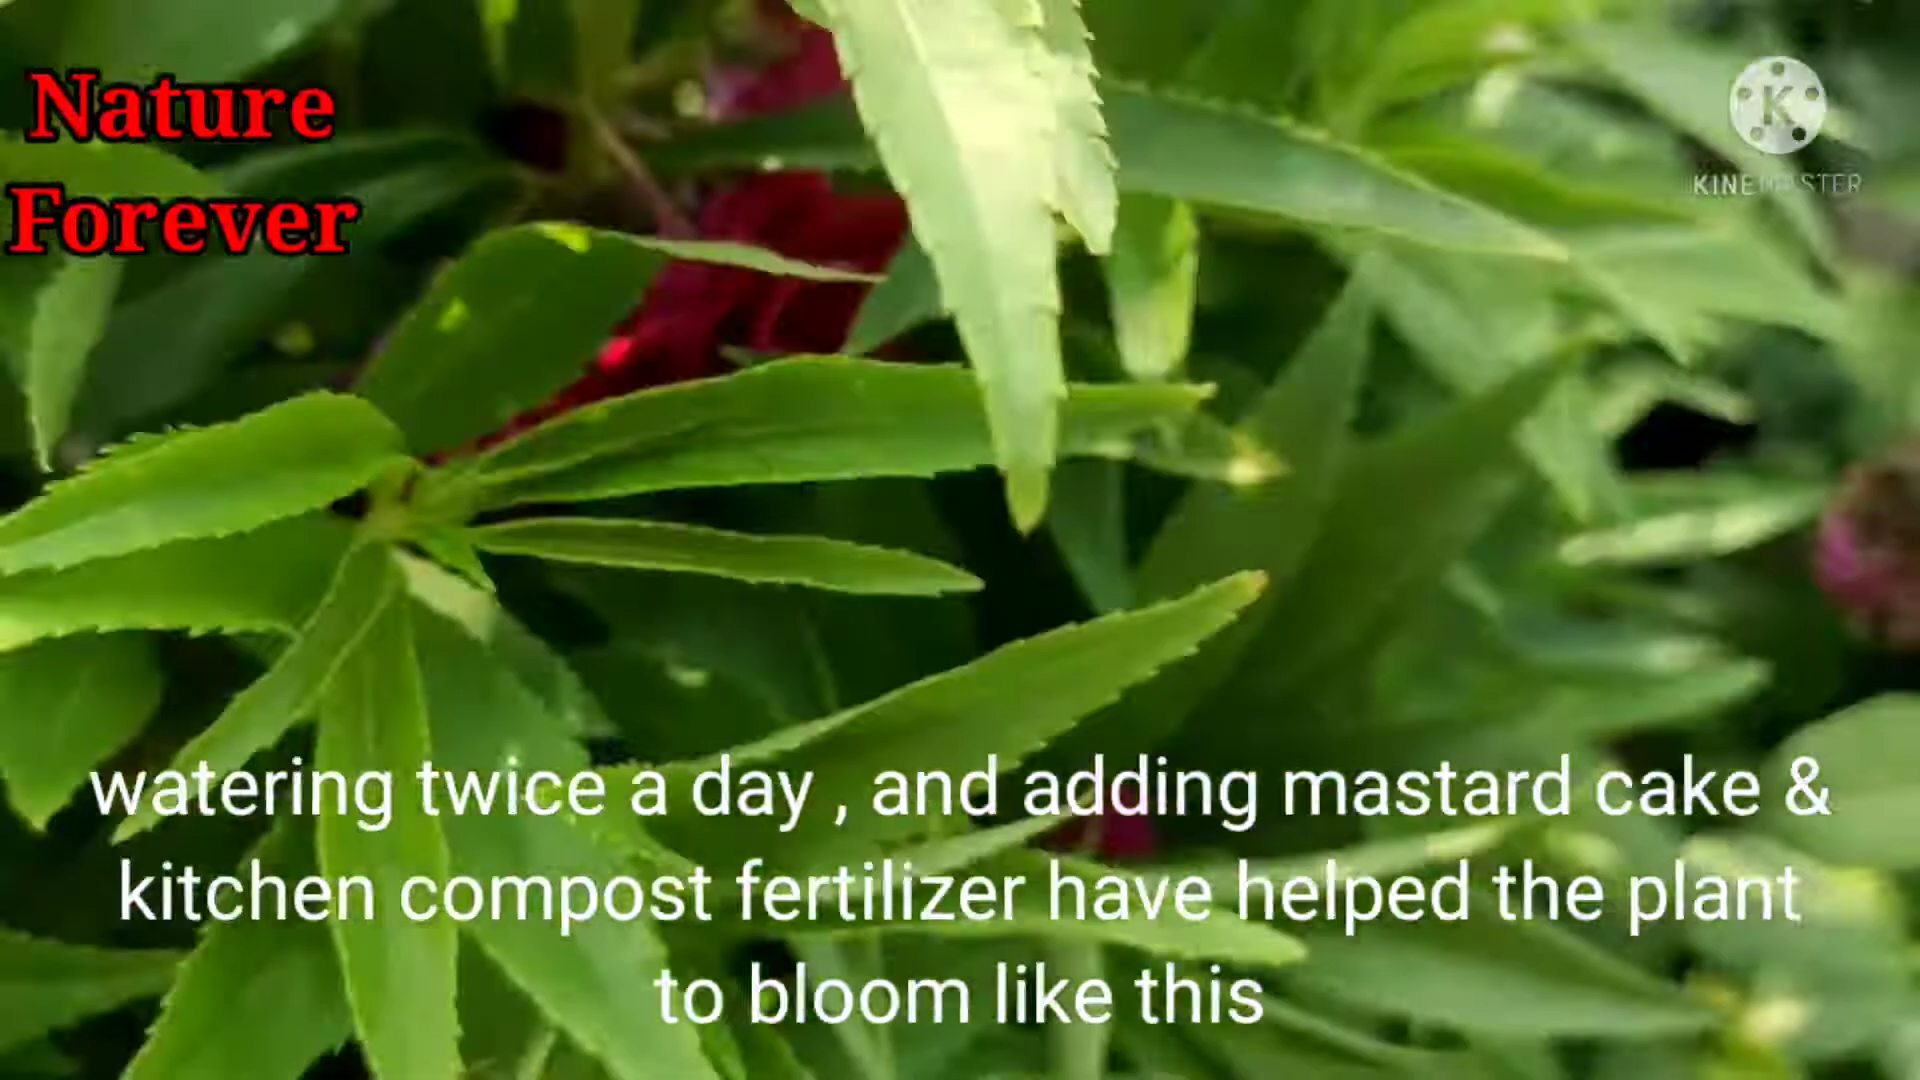 Nature
Forever
K
KINEMASTER
watering twice a day , and adding mastard cake &
kitchen compost fertilizer have helped the plant
to bloom like this